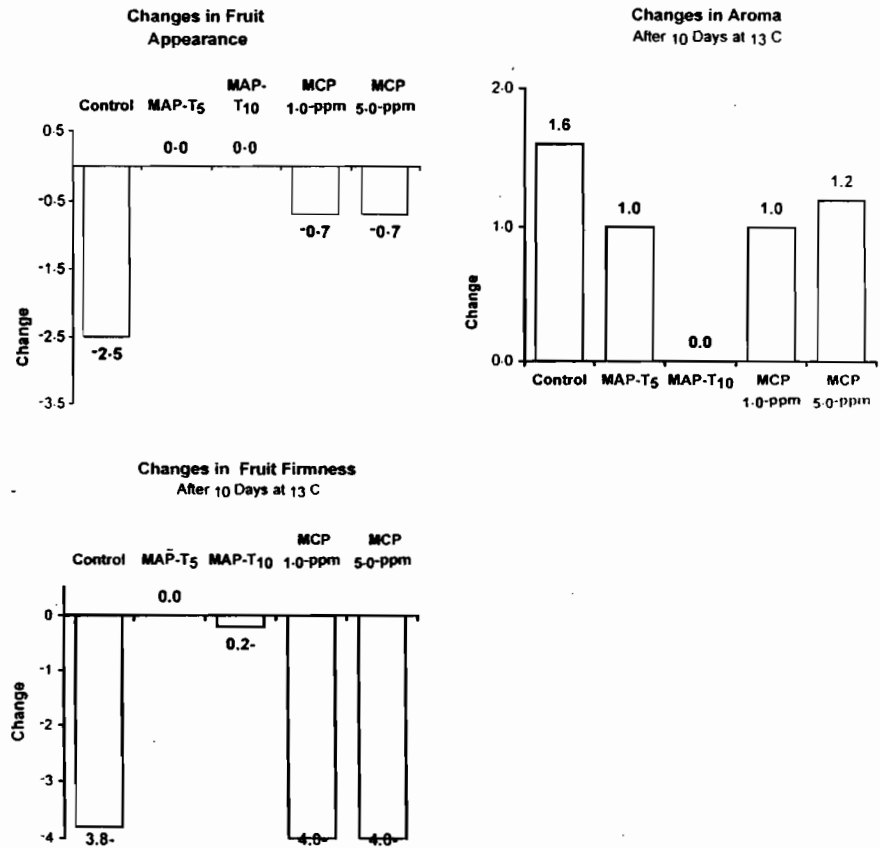 Changes in Fruit
Appearance
Control MAP-T5 MAP-T10 MCP 1·0-ppm MCP 5·0-ppm
0·5
0·0 0·0
-0·5
-0·7 -0·7
-1·5
-2·5
-2·5
-3·5
Change
Changes in Aroma
After 10 Days at 13 C
2·0
1.6
1.0
1.0
1.2
1·0
0.0
0·0
Change
Control MAP-T5 MAP-T10 MCP 1·0-ppm MCP 5·0-ppm
Changes in Fruit Firmness
After 10 Days at 13 C
Control MAP-T5 MAP-T10 MCP 1·0-ppm MCP 5·0-ppm
0.0
0
0.2-
-1
-2
-3
-4
3.8- 4.0- 4.0-
Change